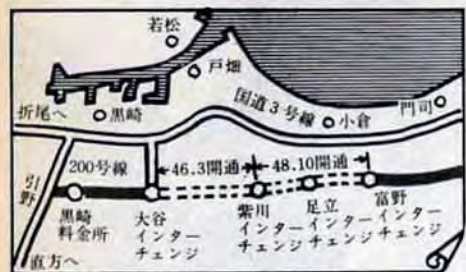 若松
戸畑
国道3号線
門司
小倉
折尾へ
黒崎
200号線
46.3開通
48.10開通
引野
黒崎
料金所
大谷
インター
チェンジ
紫川
インター
チェンジ
足立
インター
チェンジ
富野
インター
チェンジ
直方へ